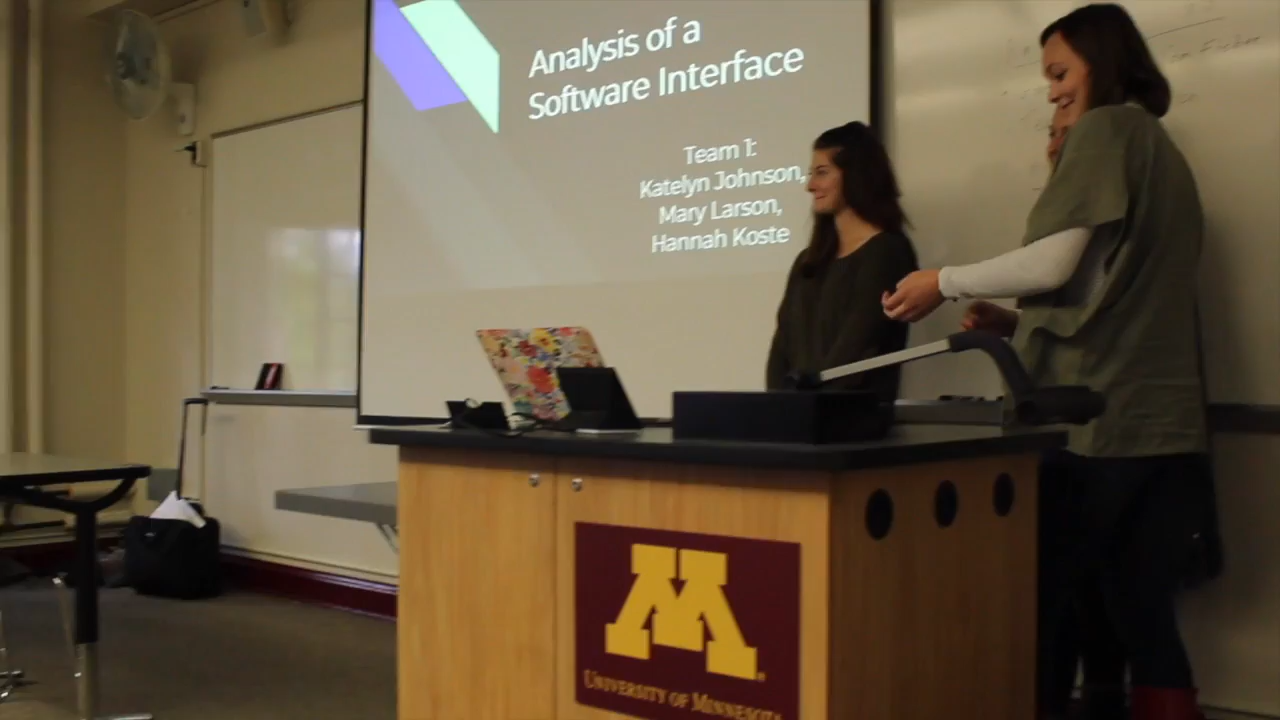 Analysis of a
Software Interface
Team 1:
Katelyn Johnson,
Mary Larson,
Hannah Koste
M
UNIVERSITY OF MINNESOTA